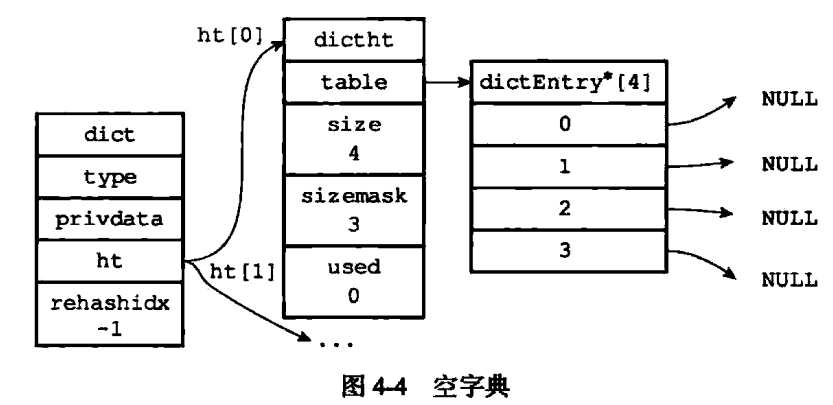 ht[0]
dictht
table
size
4
sizemask
3
used
0
dictEntry*[4]
0
1
2
3
NULL
NULL
NULL
NULL
dict
type
privdata
ht
rehashidx
-1
ht[1]
...
图 4-4 空字典